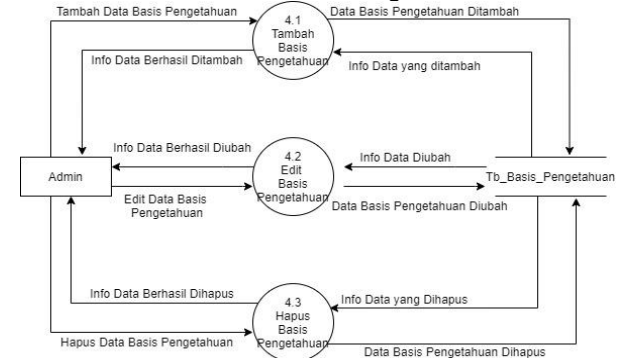 Tambah Data Basis Pengetahuan
Data Basis Pengetahuan Ditambah
4.1
Tambah
Basis
Pengetahuan
Info Data Berhasil Ditambah
Info Data yang ditambah
Info Data Berhasil Diubah
Info Data Diubah
4.2
Edit
Basis
Pengetahuan
Admin
Tb_Basis_Pengetahuan
Edit Data Basis
Pengetahuan
Data Basis Pengetahuan Diubah
Info Data Berhasil Dihapus
Info Data yang Dihapus
4.3
Hapus
Basis
Pengetahuan
Hapus Data Basis Pengetahuan
Data Basis Pengetahuan Dihapus